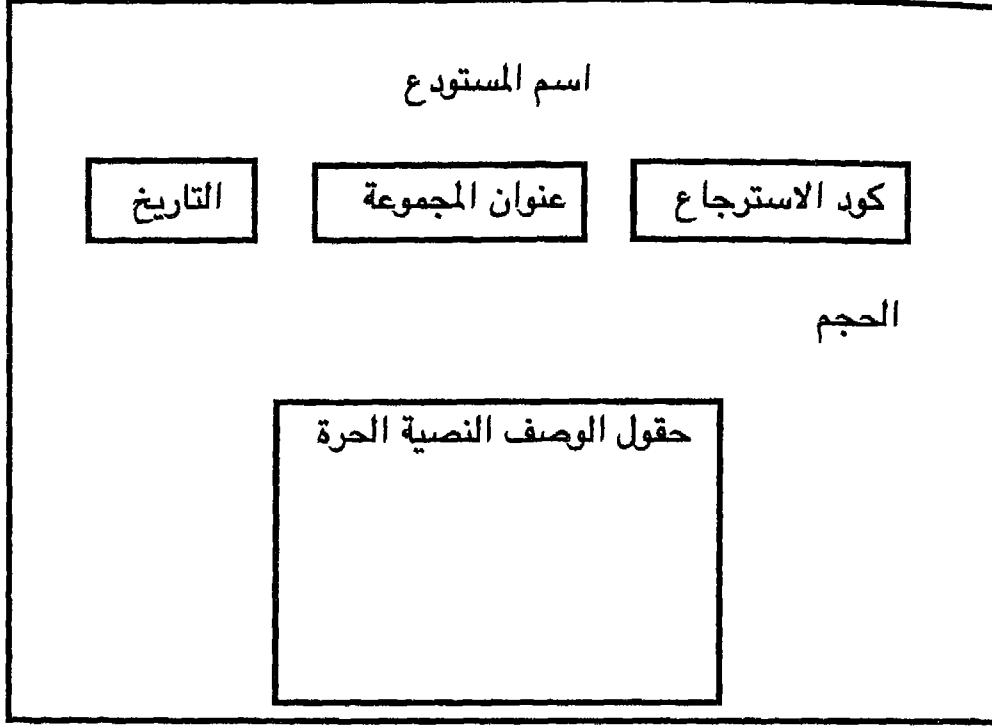 اسم المستودع
كود الاسترجاع عنوان المجموعة التاريخ
الحجم
حقول الوصف النصية الحرة